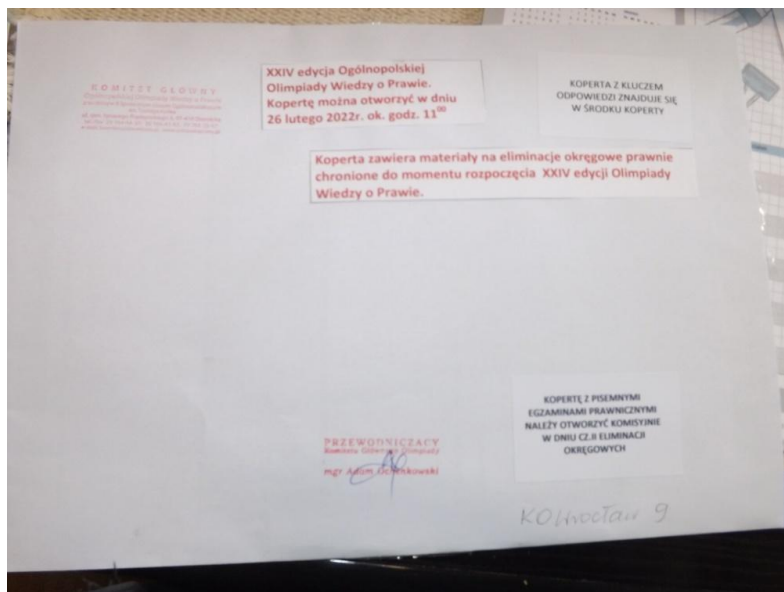 KOMITET GŁÓWNY
XXIV edycja Ogólnopolskiej
Olimpiady Wiedzy o Prawie.
Kopertę można otworzyć w dniu
26 lutego 2022r. ok. godz. 11⁰⁰
KOPERTA Z KLUCZEM
ODPOWIEDZI ZNAJDUJE SIĘ
W ŚRODKU KOPERTY
Koperta zawiera materiały na eliminacje okręgowe prawnie
chronione do momentu rozpoczęcia XXIV edycji Olimpiady
Wiedzy o Prawie.
KOPERTĘ Z PISEMNYMI
EGZAMINAMI PRAWNICZYMI
NALEŻY OTWORZYĆ KOMISYJNIE
W DNIU CZ.II ELIMINACJI
OKRĘGOWYCH
PRZEWODNICZĄCY
Komitetu Głównego Olimpiady
mgr Adam
KO Wrocław 9